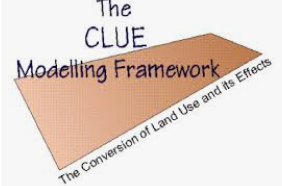 The
CLUE
Modelling Framework
The Conversion of Land Use and its Effects